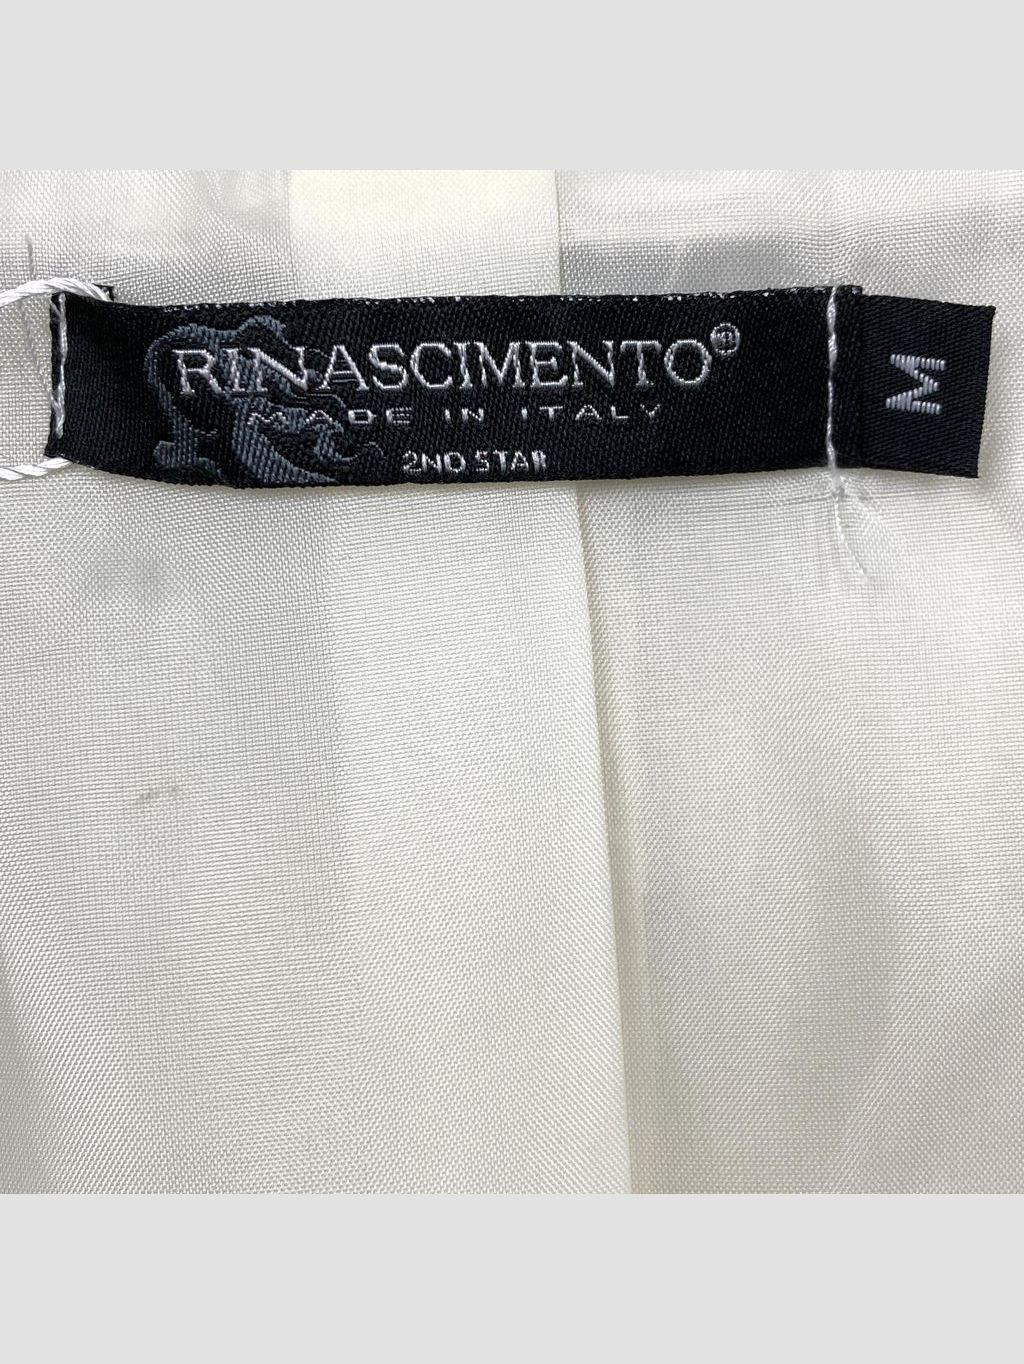 RINASCIMENTO®
MADE IN ITALY
2ND STAR
M